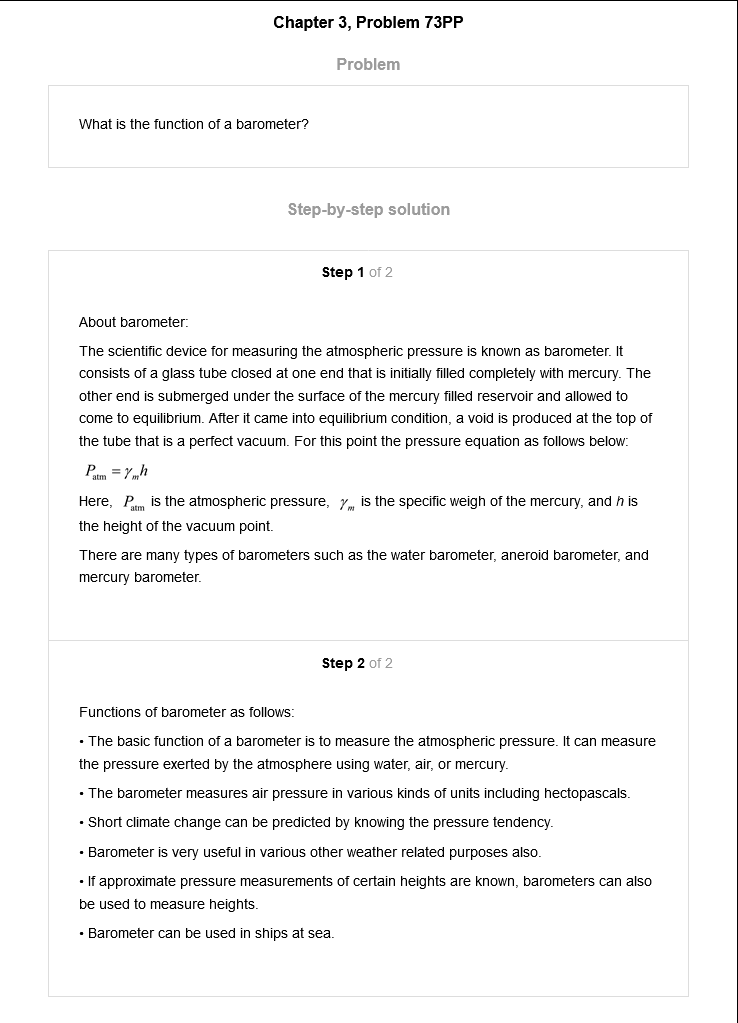 Chapter 3, Problem 73PP
Problem
What is the function of a barometer?
Step-by-step solution
Step 1 of 2
About barometer:
The scientific device for measuring the atmospheric pressure is known as barometer. It
consists of a glass tube closed at one end that is initially filled completely with mercury. The
other end is submerged under the surface of the mercury filled reservoir and allowed to
come to equilibrium. After it came into equilibrium condition, a void is produced at the top of
the tube that is a perfect vacuum. For this point the pressure equation as follows below:
P_atm = γ_m h
Here, P_atm is the atmospheric pressure, γ_m is the specific weigh of the mercury, and h is
the height of the vacuum point.
There are many types of barometers such as the water barometer, aneroid barometer, and
mercury barometer.
Step 2 of 2
Functions of barometer as follows:
• The basic function of a barometer is to measure the atmospheric pressure. It can measure
the pressure exerted by the atmosphere using water, air, or mercury.
• The barometer measures air pressure in various kinds of units including hectopascals.
• Short climate change can be predicted by knowing the pressure tendency.
• Barometer is very useful in various other weather related purposes also.
• If approximate pressure measurements of certain heights are known, barometers can also
be used to measure heights.
• Barometer can be used in ships at sea.